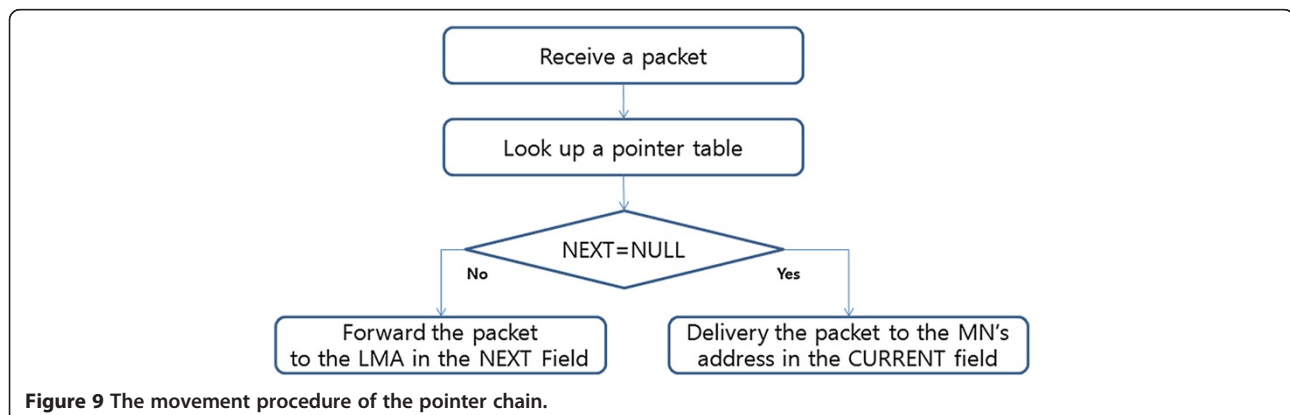 Receive a packet
Look up a pointer table
NEXT=NULL
No
Yes
Forward the packet
to the LMA in the NEXT Field
Delivery the packet to the MN's
address in the CURRENT field
Figure 9 The movement procedure of the pointer chain.